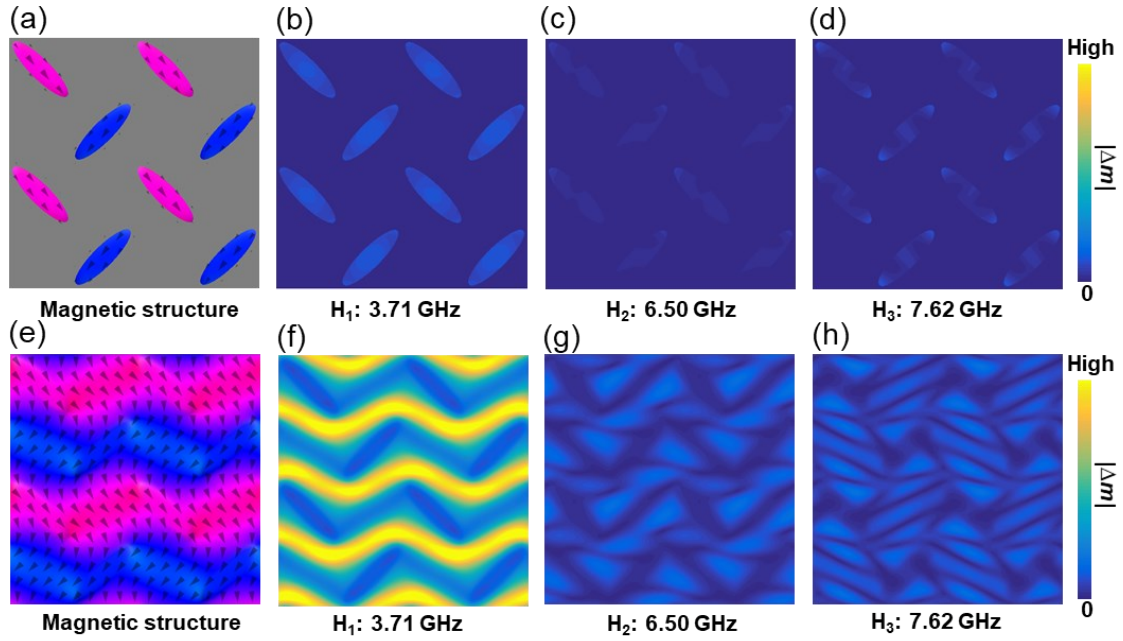 (a)
(b)
(c)
(d)
High
|Δm|
0
Magnetic structure
H₁: 3.71 GHz
H₂: 6.50 GHz
H₃: 7.62 GHz
(e)
(f)
(g)
(h)
High
|Δm|
0
Magnetic structure
H₁: 3.71 GHz
H₂: 6.50 GHz
H₃: 7.62 GHz